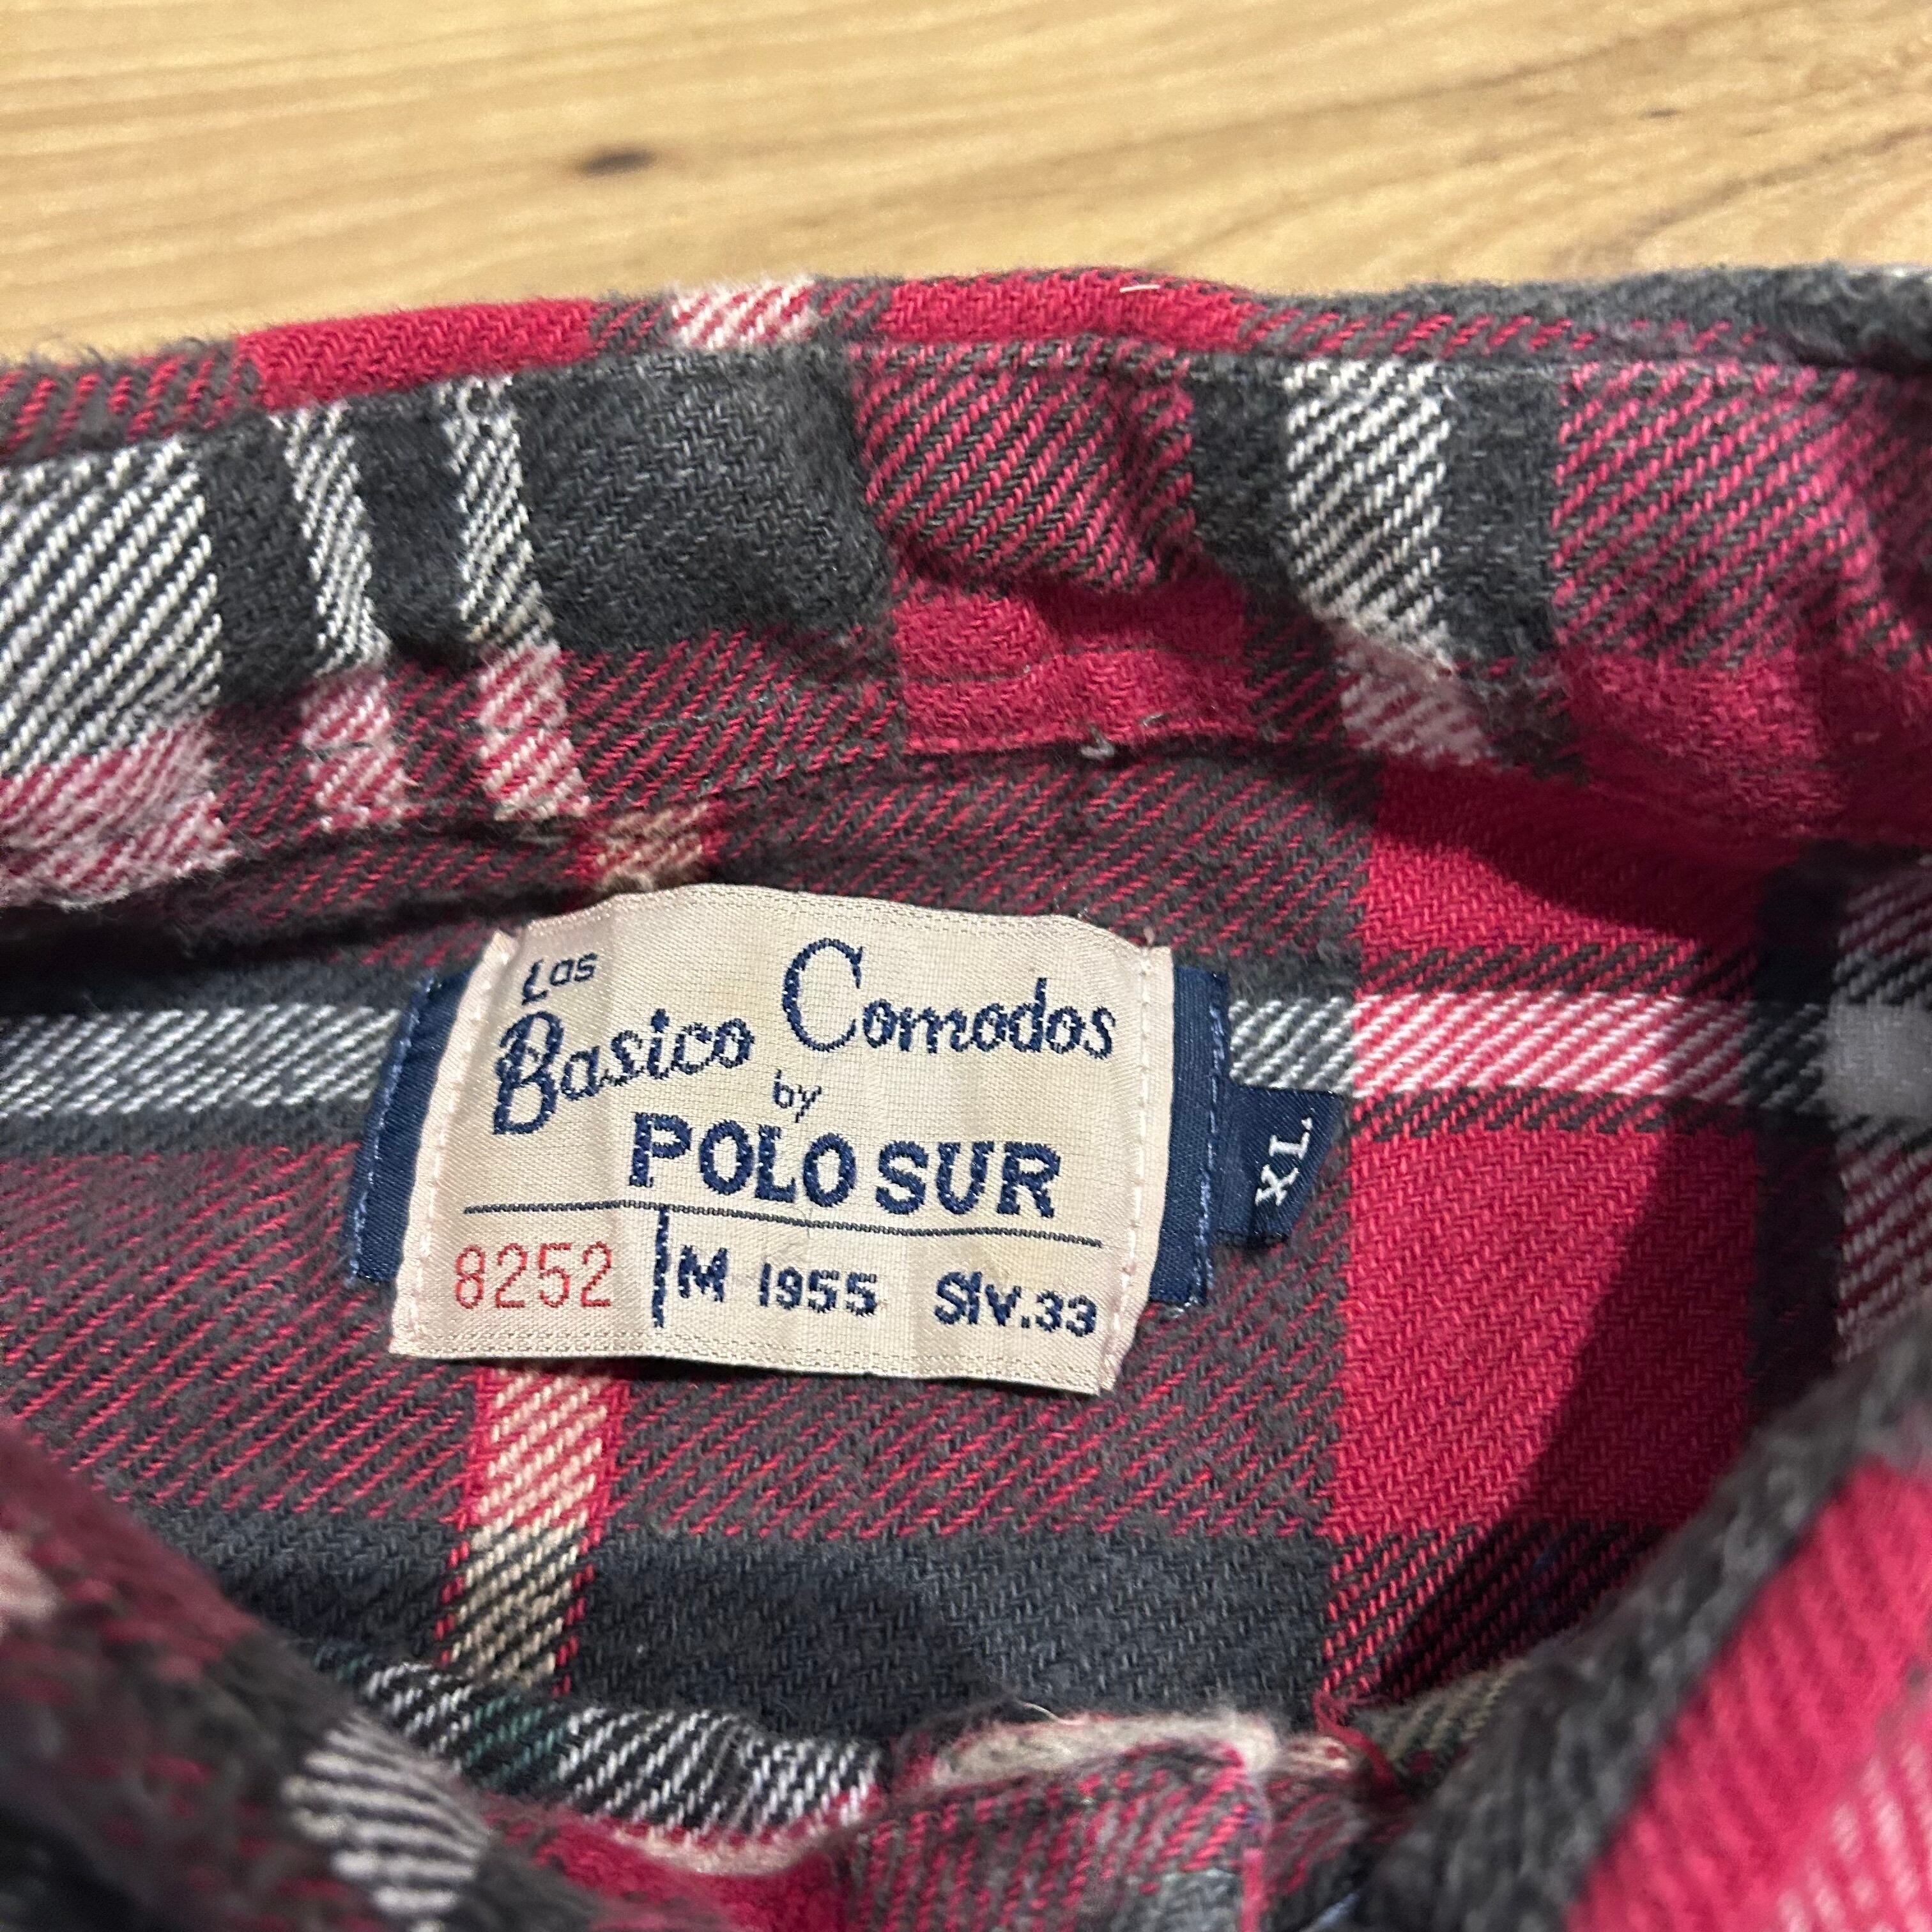 Los
Basico Comodos
by
POLO SUR
8252 M 1955 Slv.33
XL.